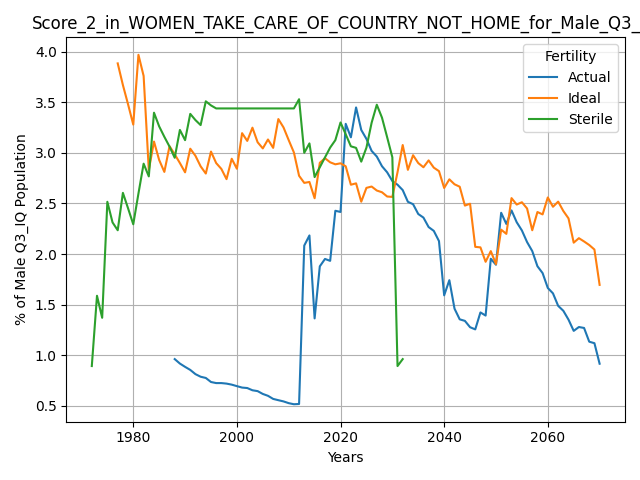 Score_2_in_WOMEN_TAKE_CARE_OF_COUNTRY_NOT_HOME_for_Male_Q3_
Fertility
Actual
Ideal
Sterile
% of Male Q3_IQ Population
4.0
3.5
3.0
2.5
2.0
1.5
1.0
0.5
1980 2000 2020 2040 2060
Years